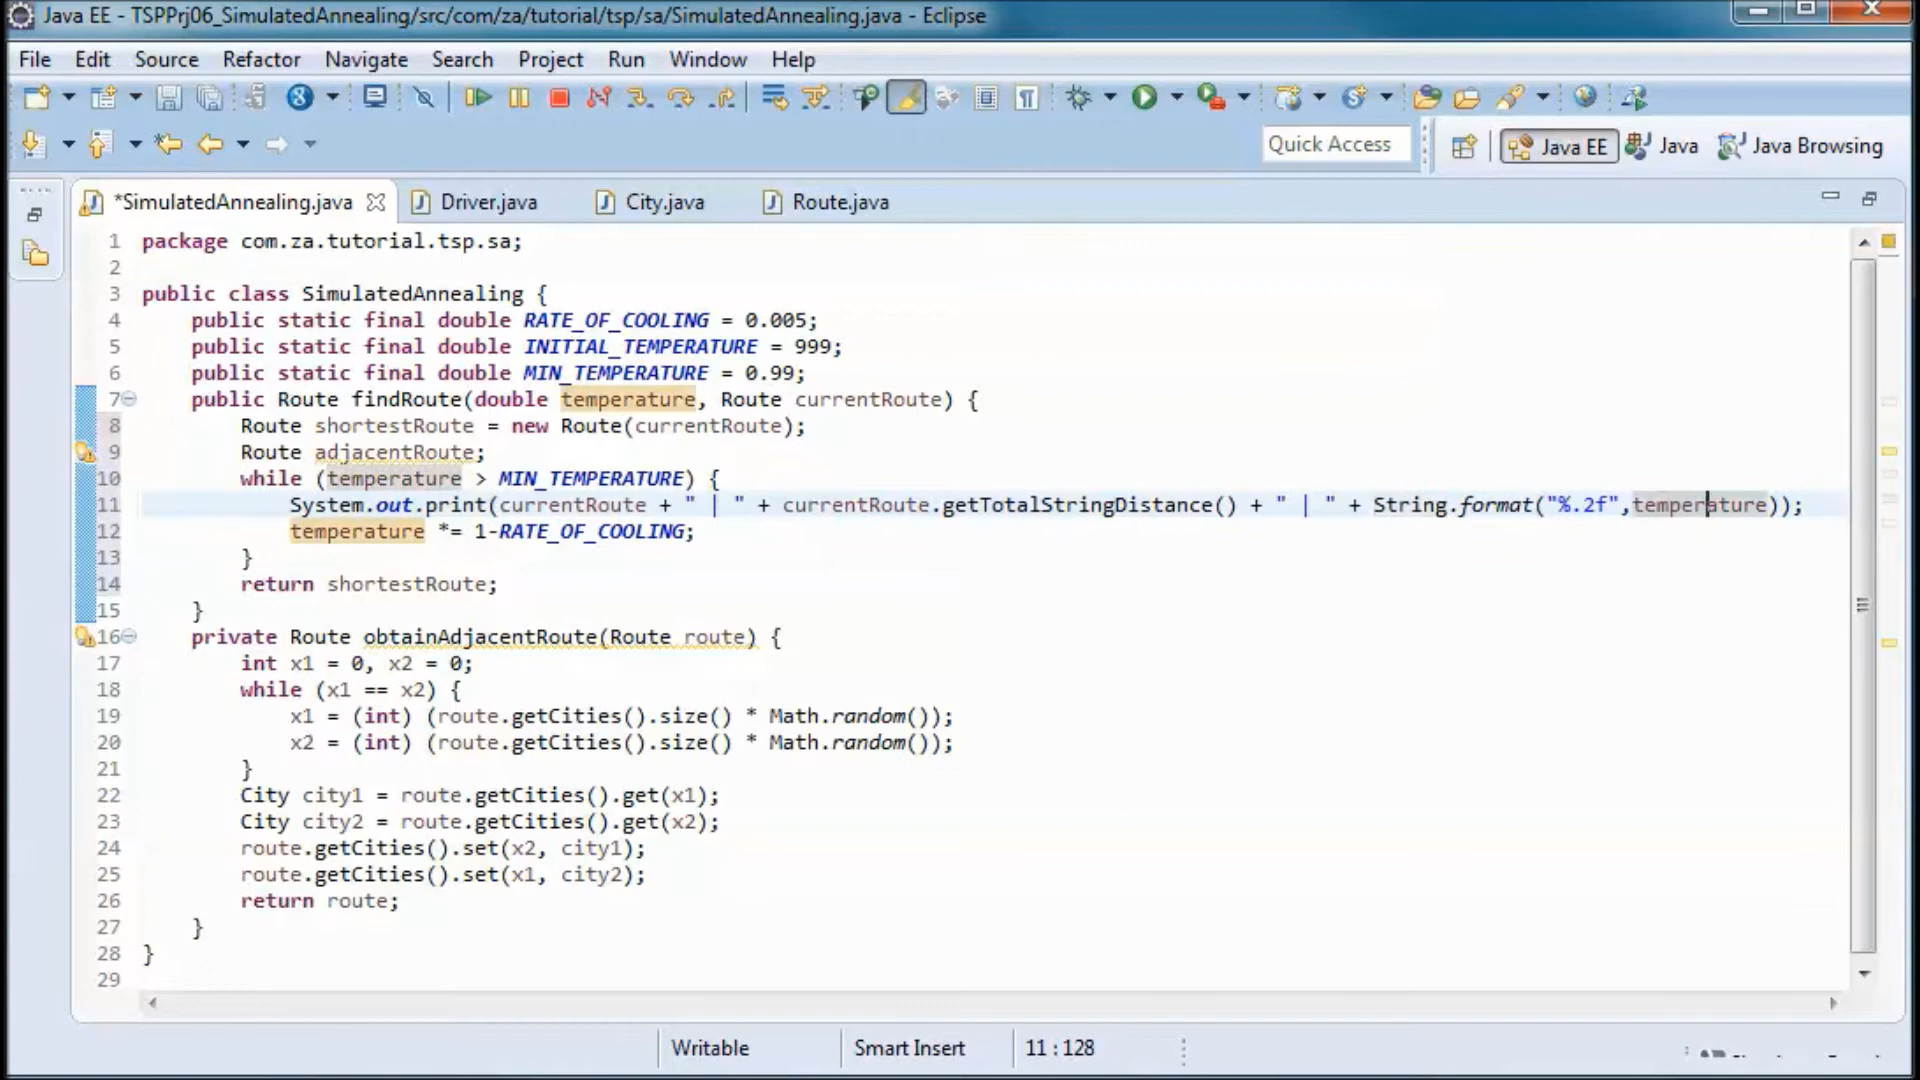 Java EE - TSPPrj06_SimulatedAnnealing/src/com/za/tutorial/tsp/sa/SimulatedAnnealing.java - Eclipse
File Edit Source Refactor Navigate Search Project Run Window Help
Quick Access Java EE Java Java Browsing
*SimulatedAnnealing.java Driver.java City.java Route.java
1 package com.za.tutorial.tsp.sa;
2
3 public class SimulatedAnnealing {
4 public static final double RATE_OF_COOLING = 0.005;
5 public static final double INITIAL_TEMPERATURE = 999;
6 public static final double MIN_TEMPERATURE = 0.99;
7 public Route findRoute(double temperature, Route currentRoute) {
8 Route shortestRoute = new Route(currentRoute);
9 Route adjacentRoute;
10 while (temperature > MIN_TEMPERATURE) {
11 System.out.print(currentRoute + " | " + currentRoute.getTotalStringDistance() + " | " + String.format("%.2f",temperature));
12 temperature *= 1-RATE_OF_COOLING;
13 }
14 return shortestRoute;
15 }
16 private Route obtainAdjacentRoute(Route route) {
17 int x1 = 0, x2 = 0;
18 while (x1 == x2) {
19 x1 = (int) (route.getCities().size() * Math.random());
20 x2 = (int) (route.getCities().size() * Math.random());
21 }
22 City city1 = route.getCities().get(x1);
23 City city2 = route.getCities().get(x2);
24 route.getCities().set(x2, city1);
25 route.getCities().set(x1, city2);
26 return route;
27 }
28 }
29
Writable Smart Insert 11 : 128